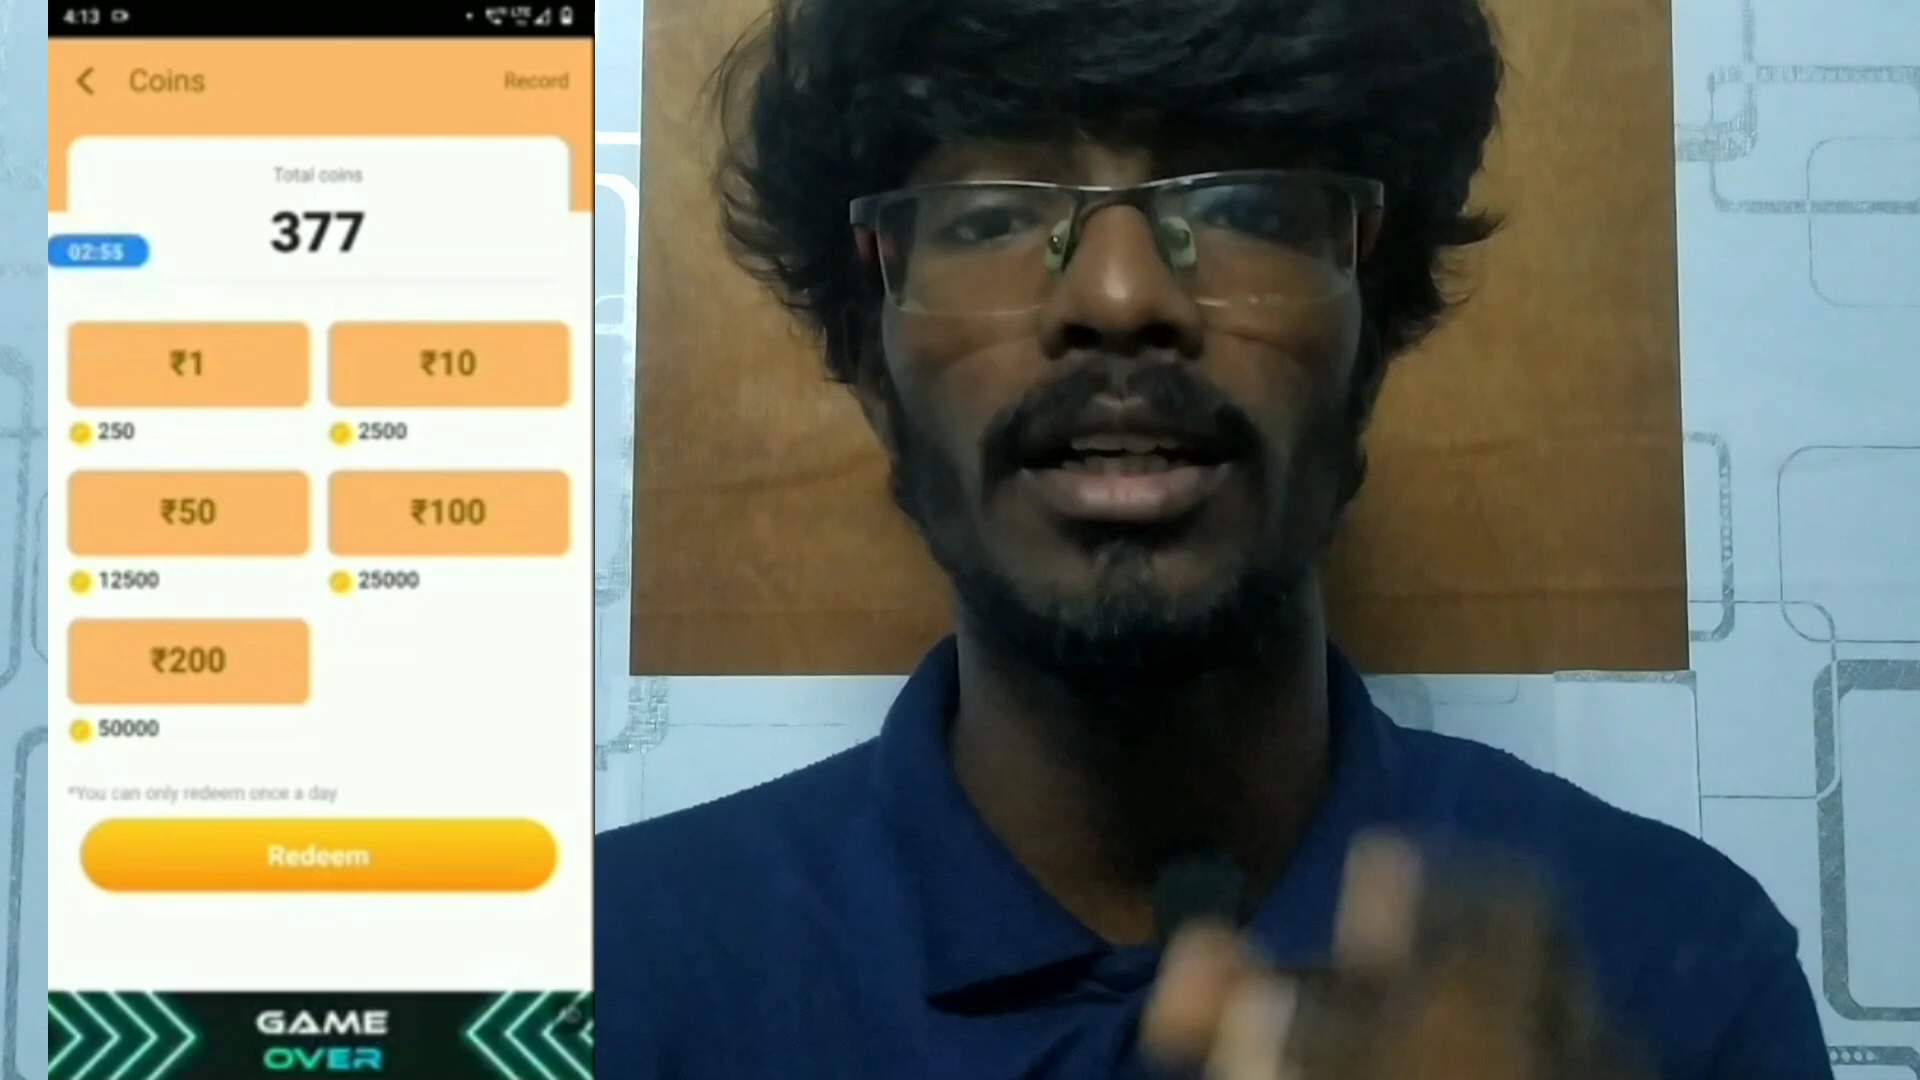 4:13
LTE
Coins
Record
Total coins
377
02:55
₹1
₹10
250
2500
₹50
₹100
12500
25000
₹200
50000
*You can only redeem once a day
Redeem
GAME
OVER